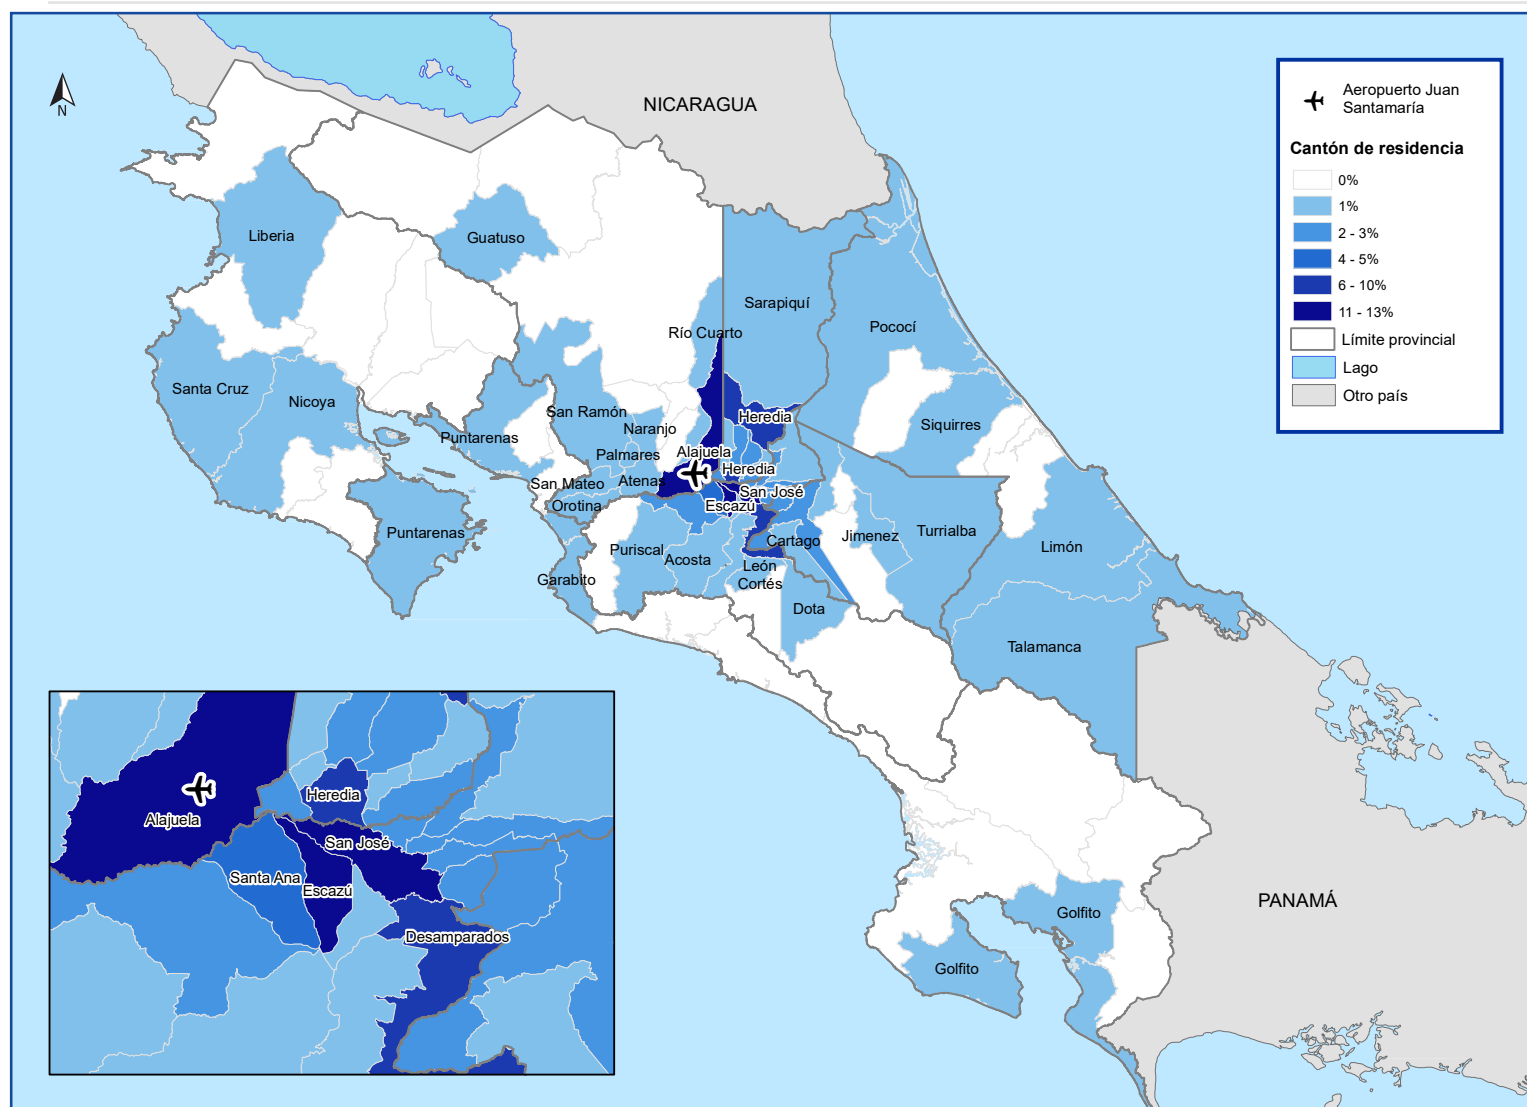 NICARAGUA
N
Aeropuerto Juan
Santamaría
Cantón de residencia
0%
1%
2 - 3%
4 - 5%
6 - 10%
11 - 13%
Límite provincial
Lago
Otro país
Liberia
Guatuso
Sarapiquí
Río Cuarto
Pococí
Santa Cruz
Nicoya
San Ramón
Heredia
Naranjo
Siquirres
Puntarenas
Palmares
Alajuela
Heredia
San Mateo
Atenas
San José
Orotina
Escazú
Puntarenas
Turrialba
Cartago
Jimenez
Limón
Puriscal
Acosta
León
Cortés
Garabito
Dota
Talamanca
Heredia
Alajuela
San José
Santa Ana
Escazú
Desamparados
PANAMÁ
Golfito
Golfito